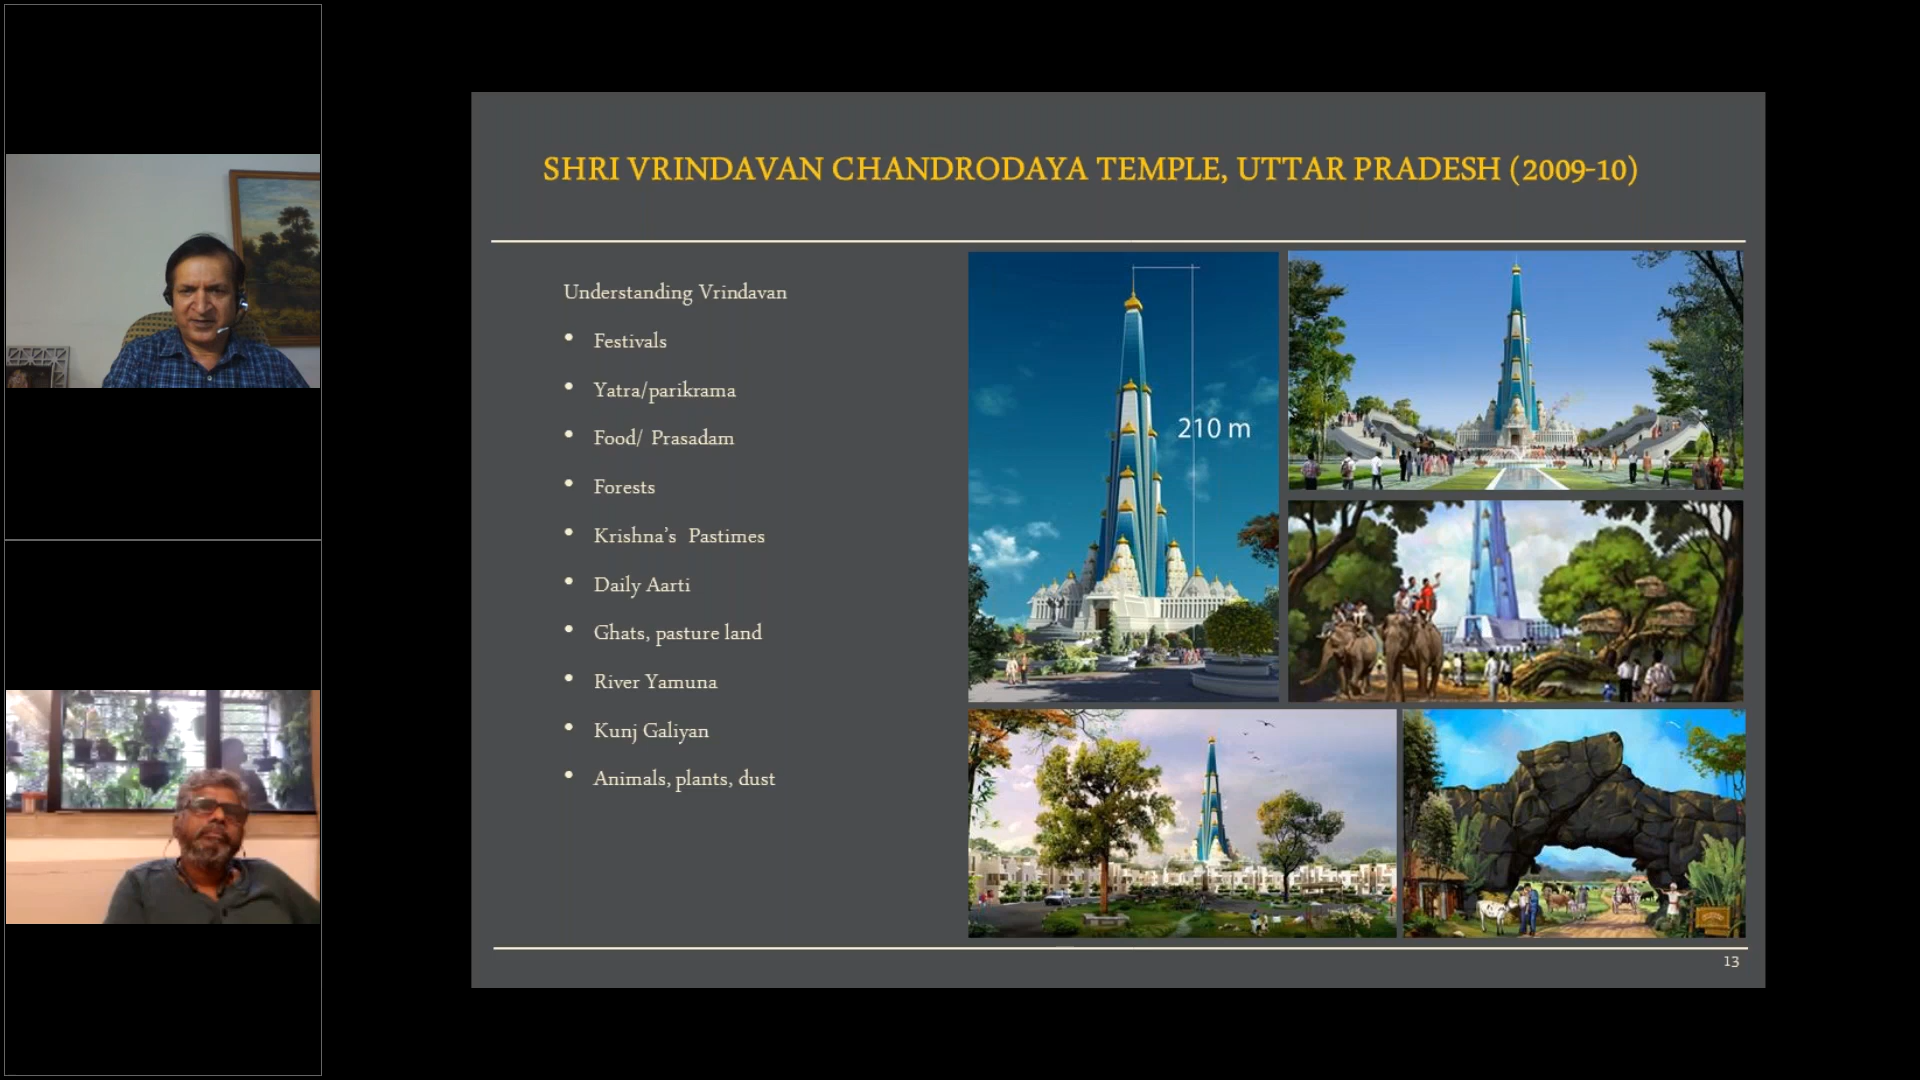 SHRI VRINDAVAN CHANDRODAYA TEMPLE, UTTAR PRADESH (2009-10)
Understanding Vrindavan
• Festivals
• Yatra/parikrama
• Food/ Prasadam
• Forests
• Krishna’s Pastimes
• Daily Aarti
• Ghats, pasture land
• River Yamuna
• Kunj Galiyan
• Animals, plants, dust
210 m
13